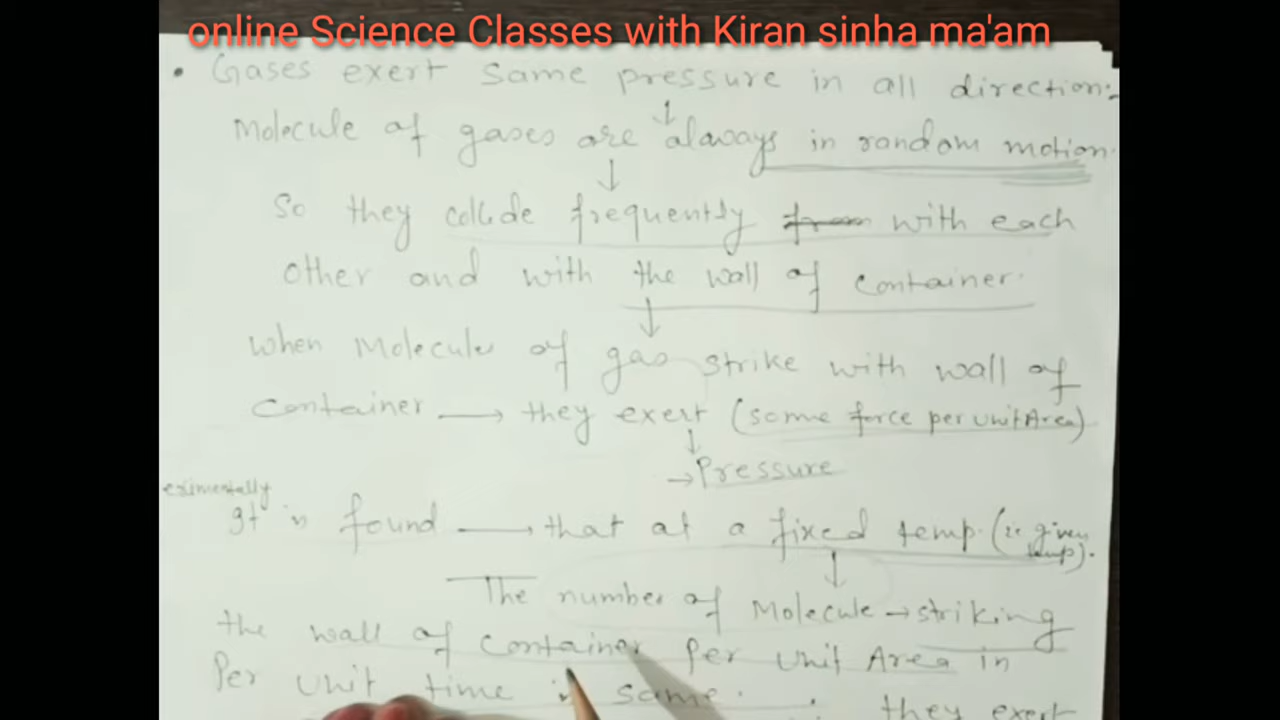 online Science Classes with Kiran sinha ma'am
• Gases exert same pressure in all direction:-
↓
Molecule of gases are always in random motion.
↓
So they collide frequently with each
other and with the wall of container.
↓
When Molecule of gas strike with wall of
Container → they exert (some force per unit Area)
↓
→ Pressure
erimentally
It is found → that at a fixed temp. (i.e given temp).
↓
The number of Molecule → striking
the wall of Container Per Unit Area in
Per Unit time is same.
they exert